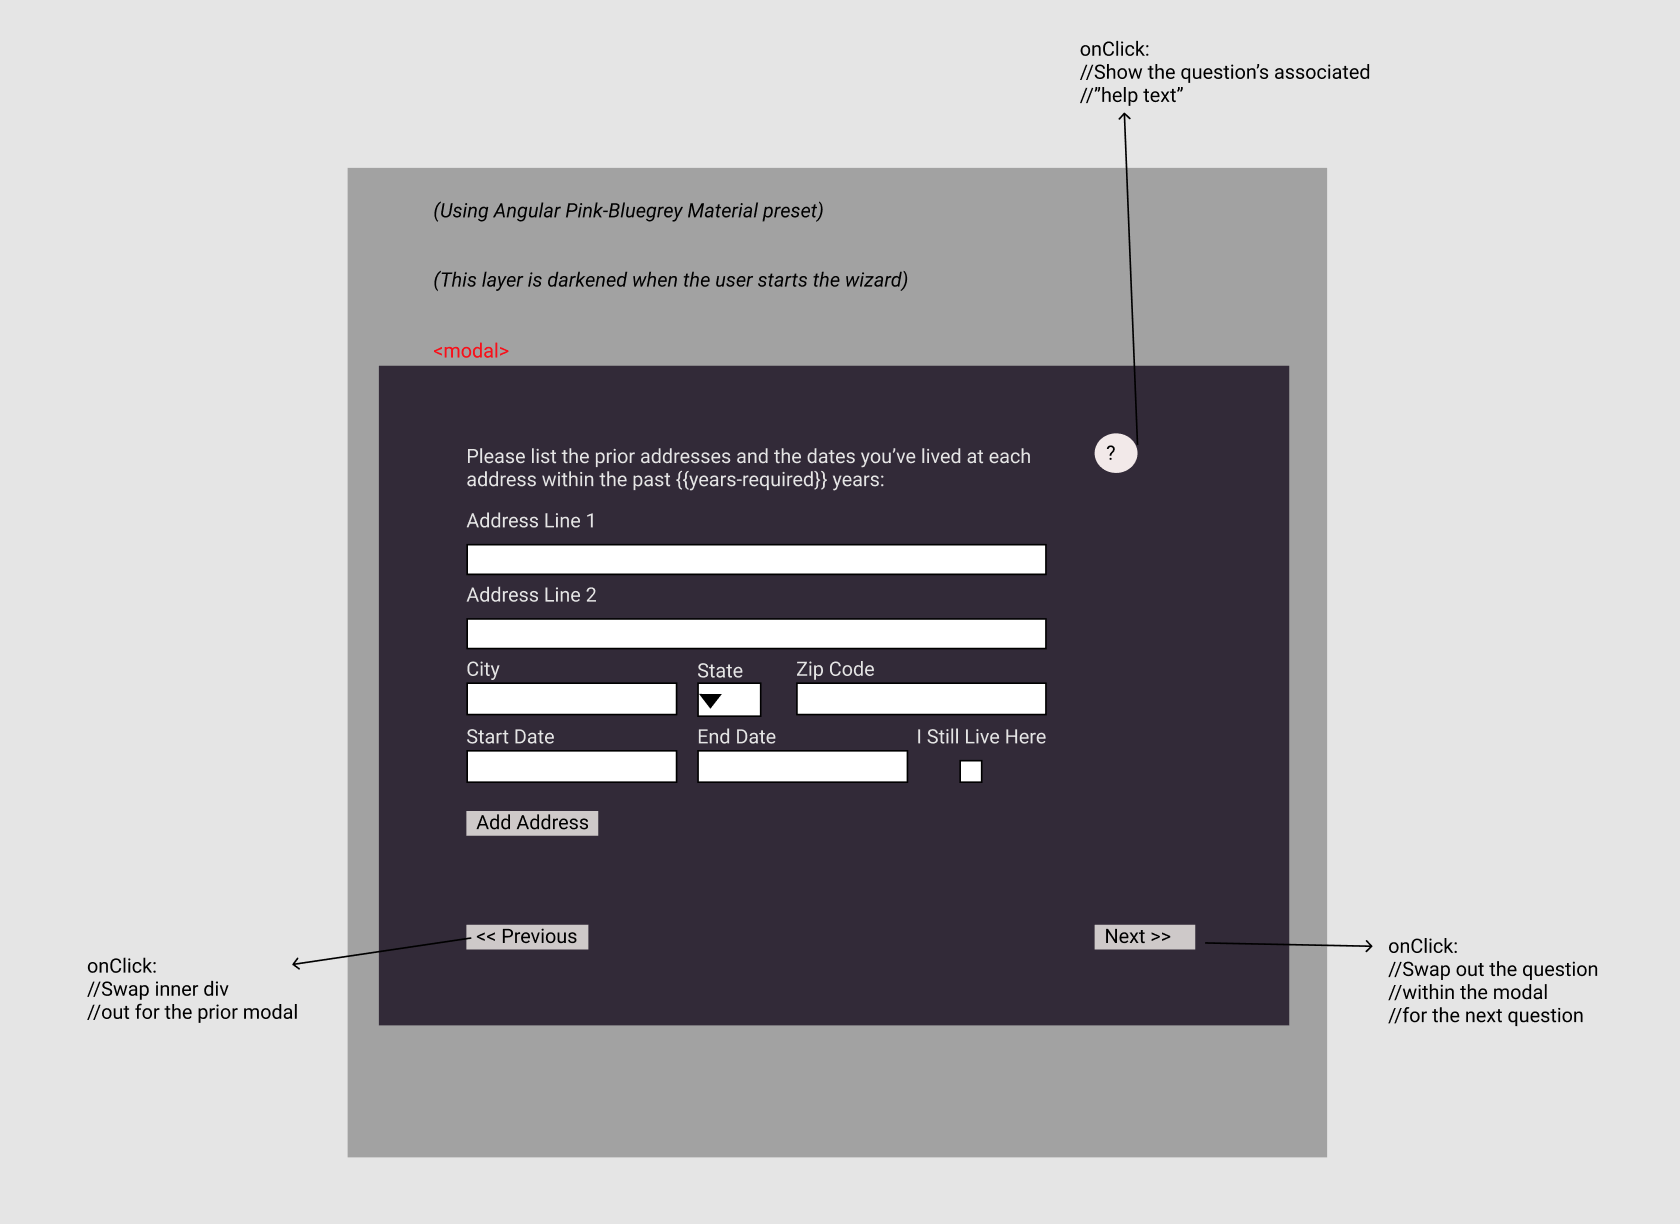 onClick:
//Show the question’s associated
//”help text”
(Using Angular Pink-Bluegrey Material preset)
(This layer is darkened when the user starts the wizard)
<modal>
Please list the prior addresses and the dates you’ve lived at each
address within the past {{years-required}} years:
?
Address Line 1
Address Line 2
City
State
Zip Code
Start Date
End Date
I Still Live Here
Add Address
<< Previous
Next >>
onClick:
//Swap inner div
//out for the prior modal
onClick:
//Swap out the question
//within the modal
//for the next question